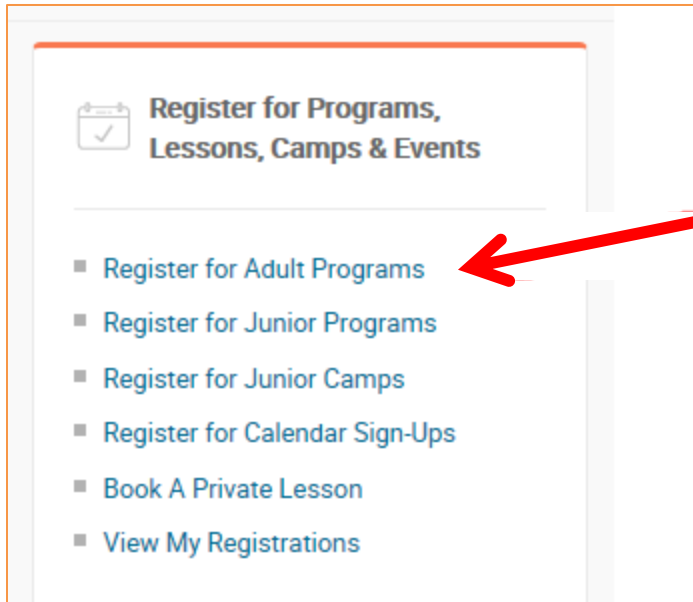 Register for Programs,
Lessons, Camps & Events
Register for Adult Programs
Register for Junior Programs
Register for Junior Camps
Register for Calendar Sign-Ups
Book A Private Lesson
View My Registrations